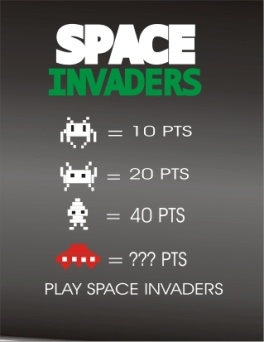 SPACE
INVADERS
= 10 PTS
= 20 PTS
= 40 PTS
= ??? PTS
PLAY SPACE INVADERS